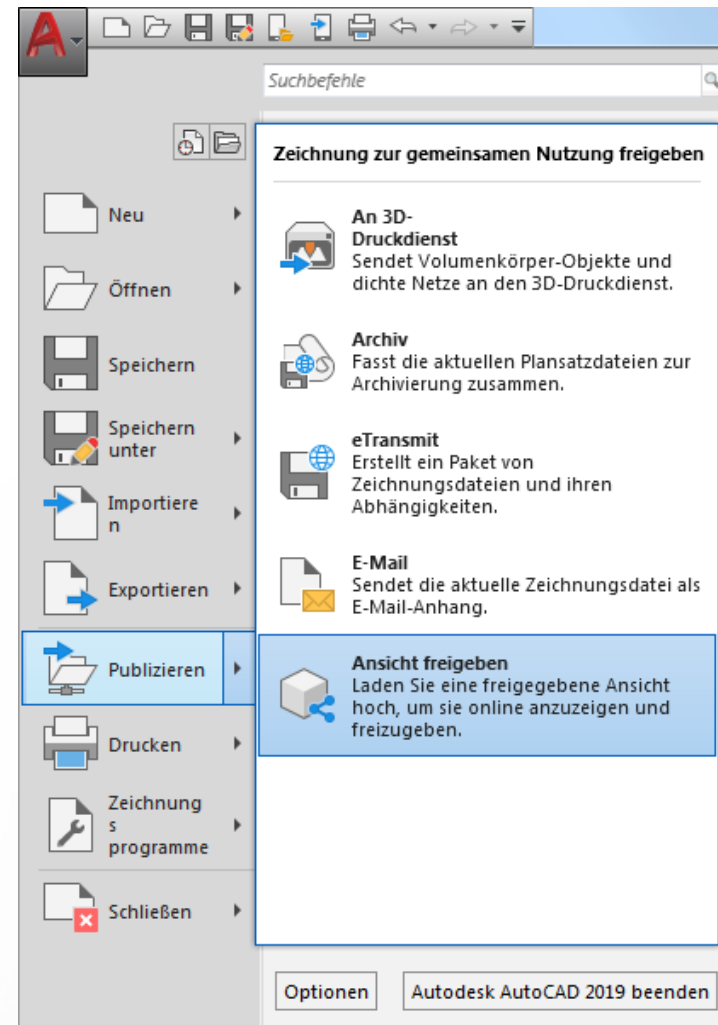 Suchbefehle
Zeichnung zur gemeinsamen Nutzung freigeben
Neu
Öffnen
Speichern
Speichern
unter
Importiere
n
Exportieren
Publizieren
Drucken
Zeichnung
s
programme
Schließen
An 3D-
Druckdienst
Sendet Volumenkörper-Objekte und
dichte Netze an den 3D-Druckdienst.
Archiv
Fasst die aktuellen Plansatzdateien zur
Archivierung zusammen.
eTransmit
Erstellt ein Paket von
Zeichnungsdateien und ihren
Abhängigkeiten.
E-Mail
Sendet die aktuelle Zeichnungsdatei als
E-Mail-Anhang.
Ansicht freigeben
Laden Sie eine freigegebene Ansicht
hoch, um sie online anzuzeigen und
freizugeben.
Optionen
Autodesk AutoCAD 2019 beenden